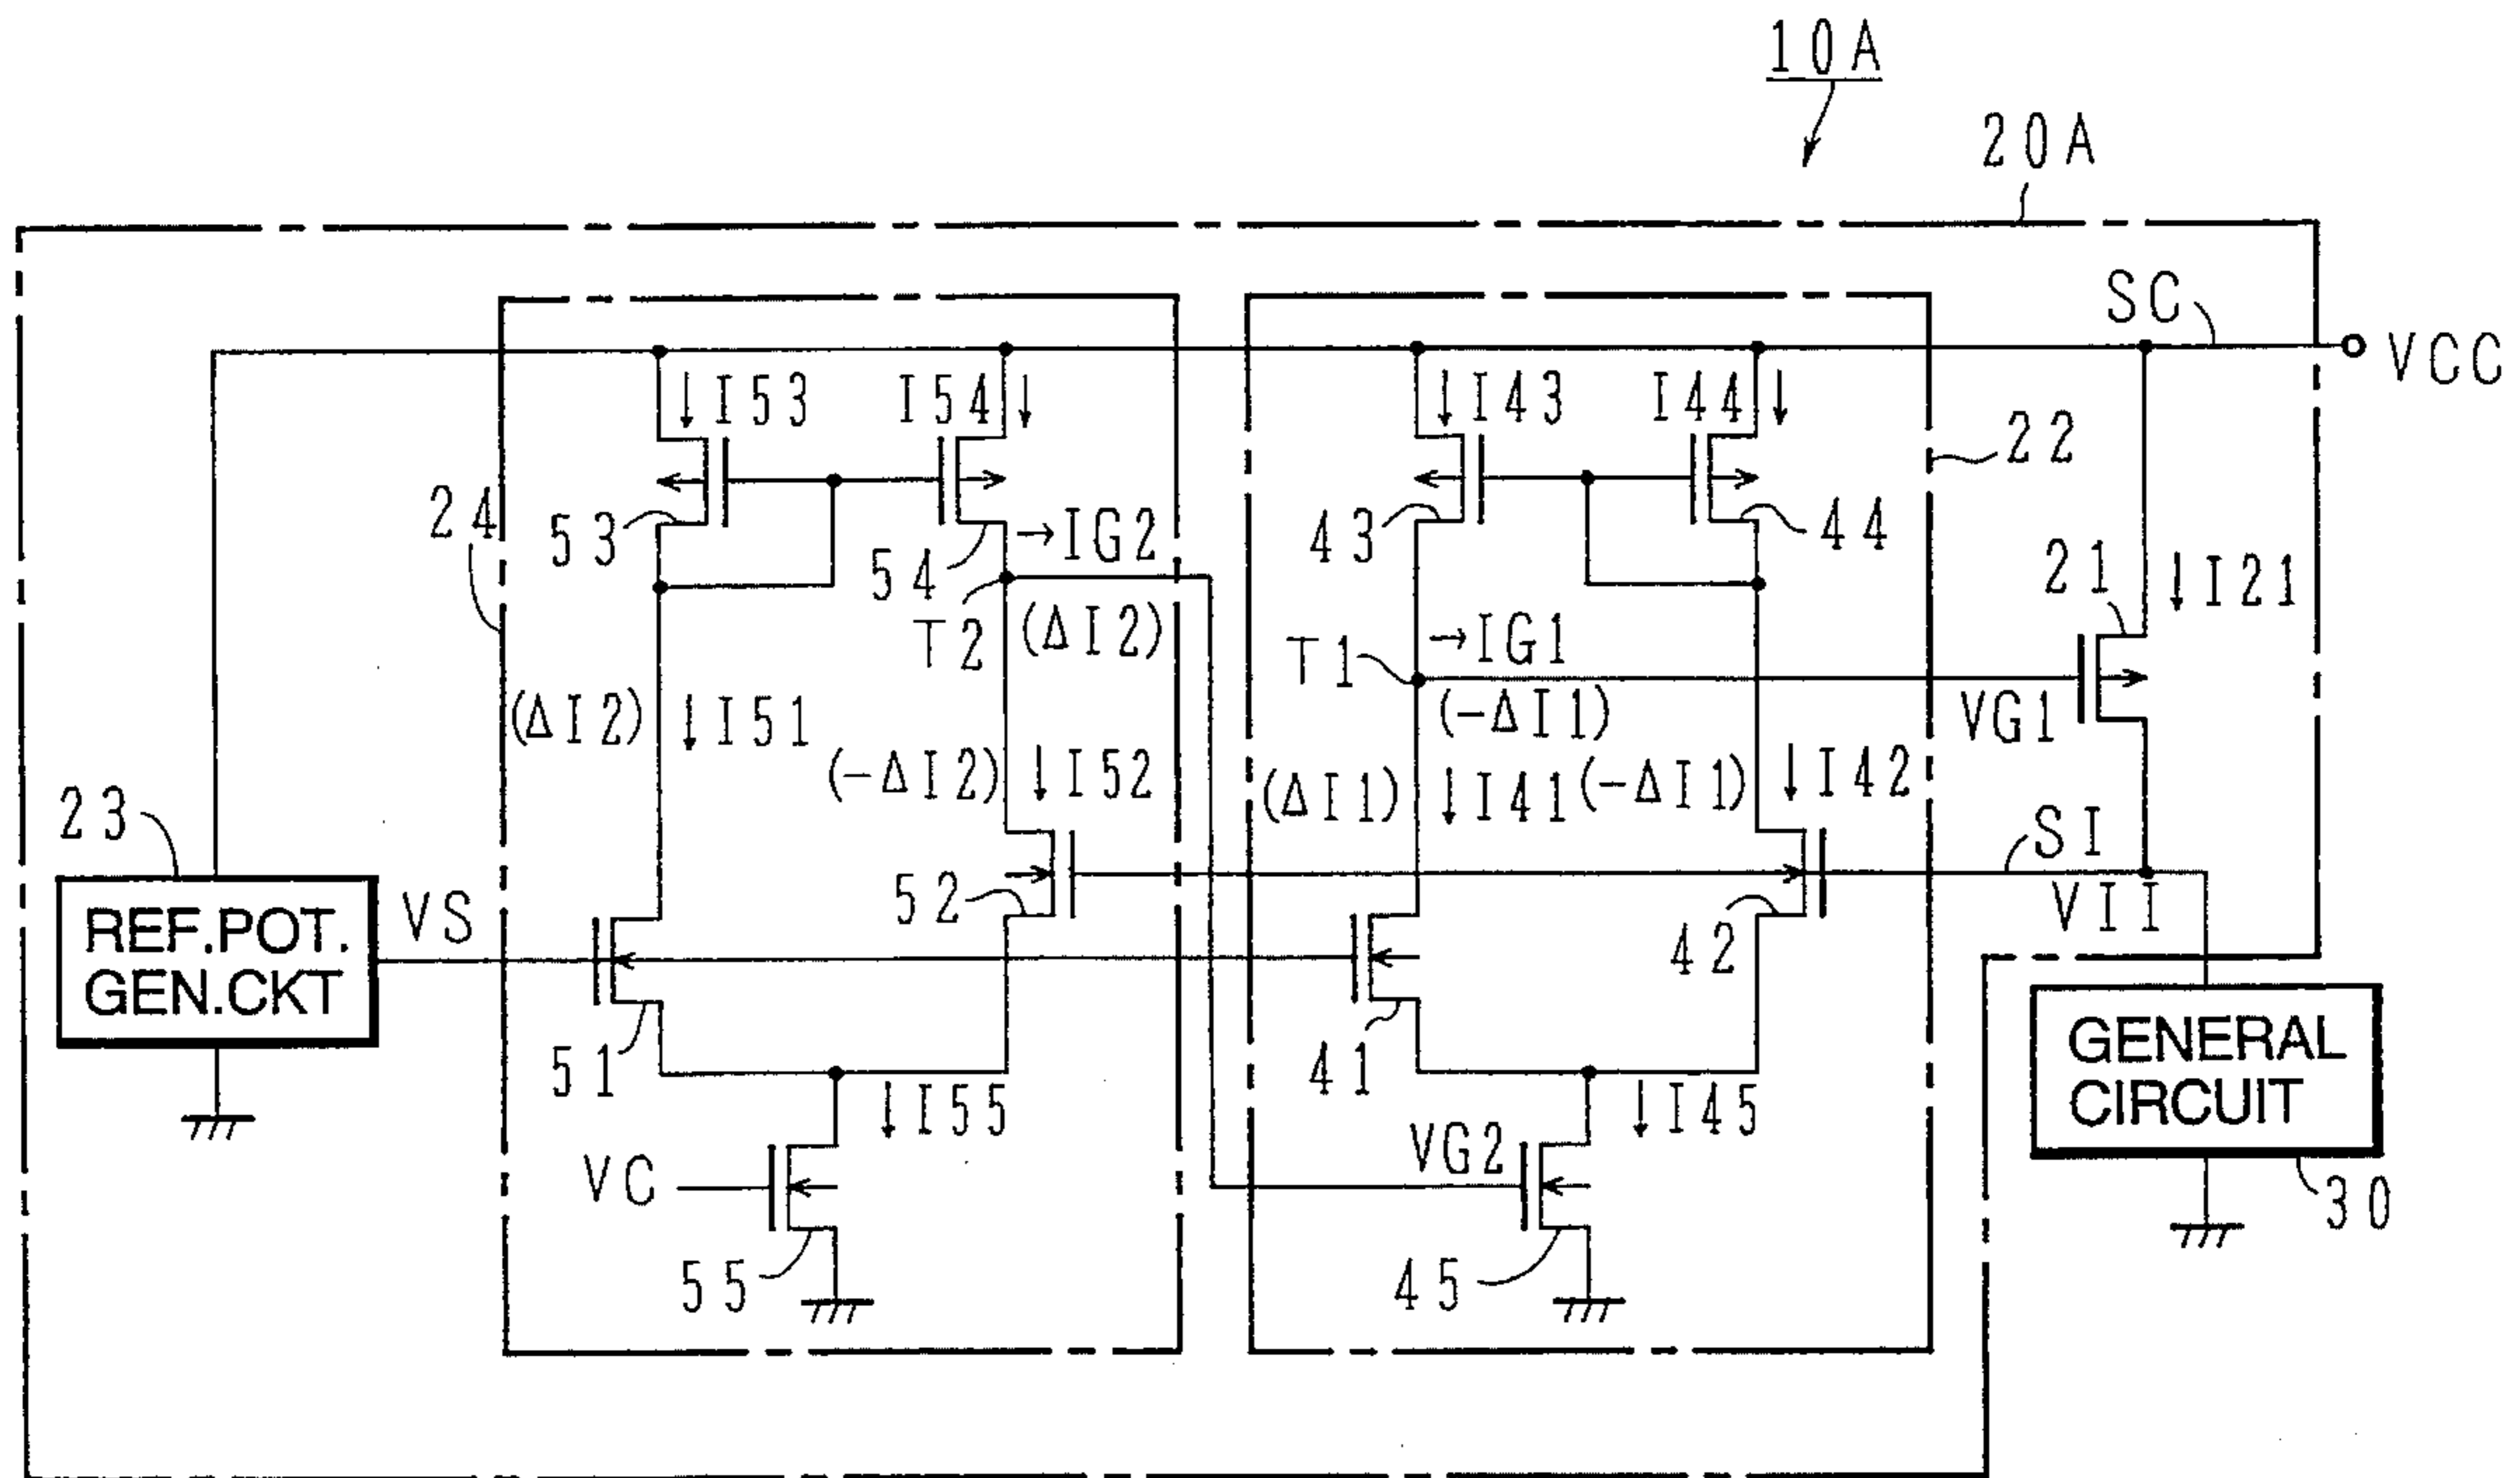 10A
20A
SC
VCC
I53
I54
I43
I44
22
24
53
54
→IG2
43
44
21
I21
T2
(ΔI2)
T1
→IG1
(ΔI2)
I51
(-ΔI1)
VG1
(-ΔI2)
I52
(ΔI1)
I41
(-ΔI1)
I42
23
SI
VS
52
42
VII
REF.POT.
GEN.CKT
GENERAL
CIRCUIT
51
41
I55
I45
VC
VG2
30
55
45